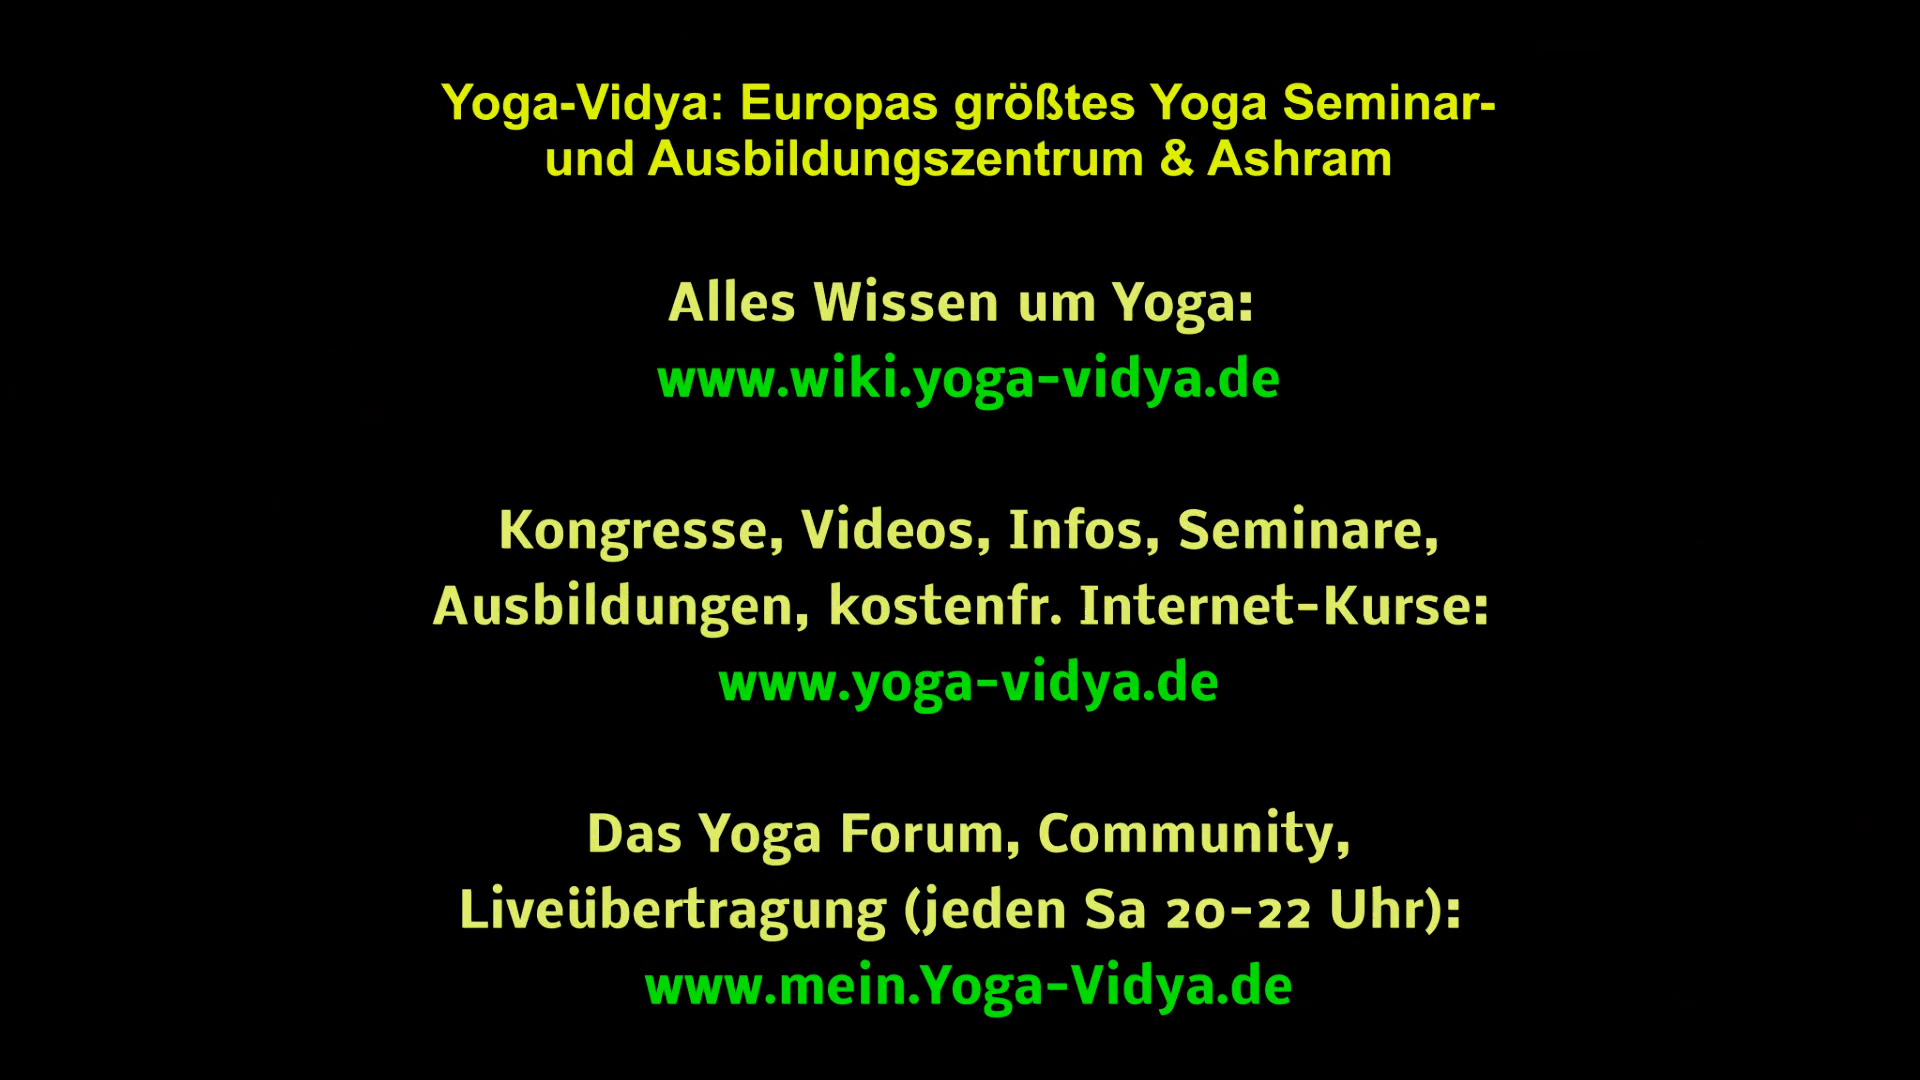 Yoga-Vidya: Europas größtes Yoga Seminar-
und Ausbildungszentrum & Ashram
Alles Wissen um Yoga:
www.wiki.yoga-vidya.de
Kongresse, Videos, Infos, Seminare,
Ausbildungen, kostenfr. Internet-Kurse:
www.yoga-vidya.de
Das Yoga Forum, Community,
Liveübertragung (jeden Sa 20-22 Uhr):
www.mein.Yoga-Vidya.de